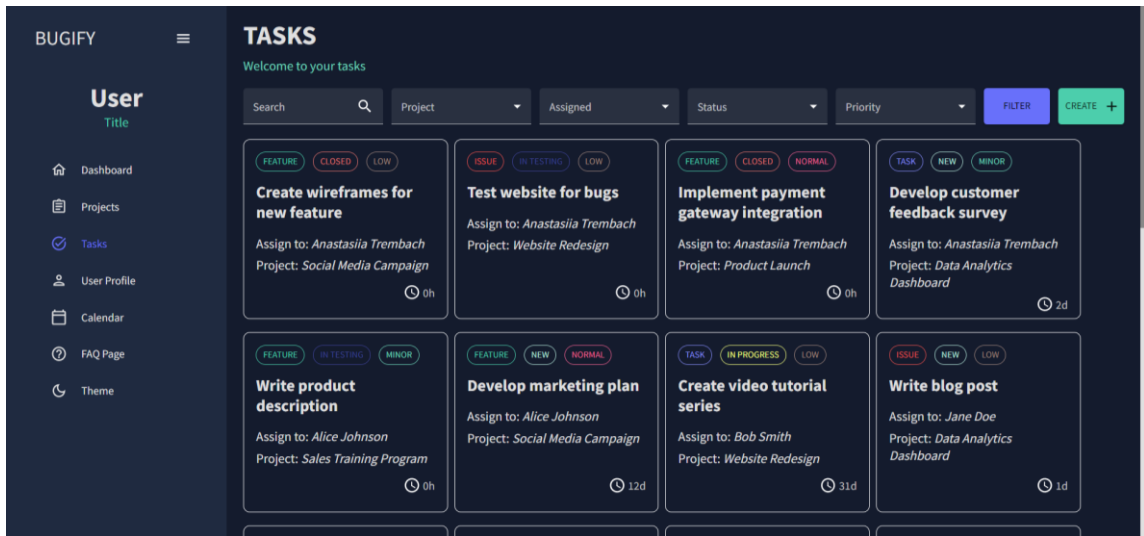 BUGIFY
User
Title
Dashboard
Projects
Tasks
User Profile
Calendar
FAQ Page
Theme
TASKS
Welcome to your tasks
Search
Project
Assigned
Status
Priority
FILTER
CREATE +
FEATURE CLOSED LOW
Create wireframes for
new feature
Assign to: Anastasiia Trembach
Project: Social Media Campaign
0h
ISSUE IN TESTING LOW
Test website for bugs
Assign to: Anastasiia Trembach
Project: Website Redesign
0h
FEATURE CLOSED NORMAL
Implement payment
gateway integration
Assign to: Anastasiia Trembach
Project: Product Launch
0h
TASK NEW MINOR
Develop customer
feedback survey
Assign to: Anastasiia Trembach
Project: Data Analytics
Dashboard
2d
FEATURE IN TESTING MINOR
Write product
description
Assign to: Alice Johnson
Project: Sales Training Program
0h
FEATURE NEW NORMAL
Develop marketing plan
Assign to: Alice Johnson
Project: Social Media Campaign
12d
TASK IN PROGRESS LOW
Create video tutorial
series
Assign to: Bob Smith
Project: Website Redesign
31d
ISSUE NEW LOW
Write blog post
Assign to: Jane Doe
Project: Data Analytics
Dashboard
1d